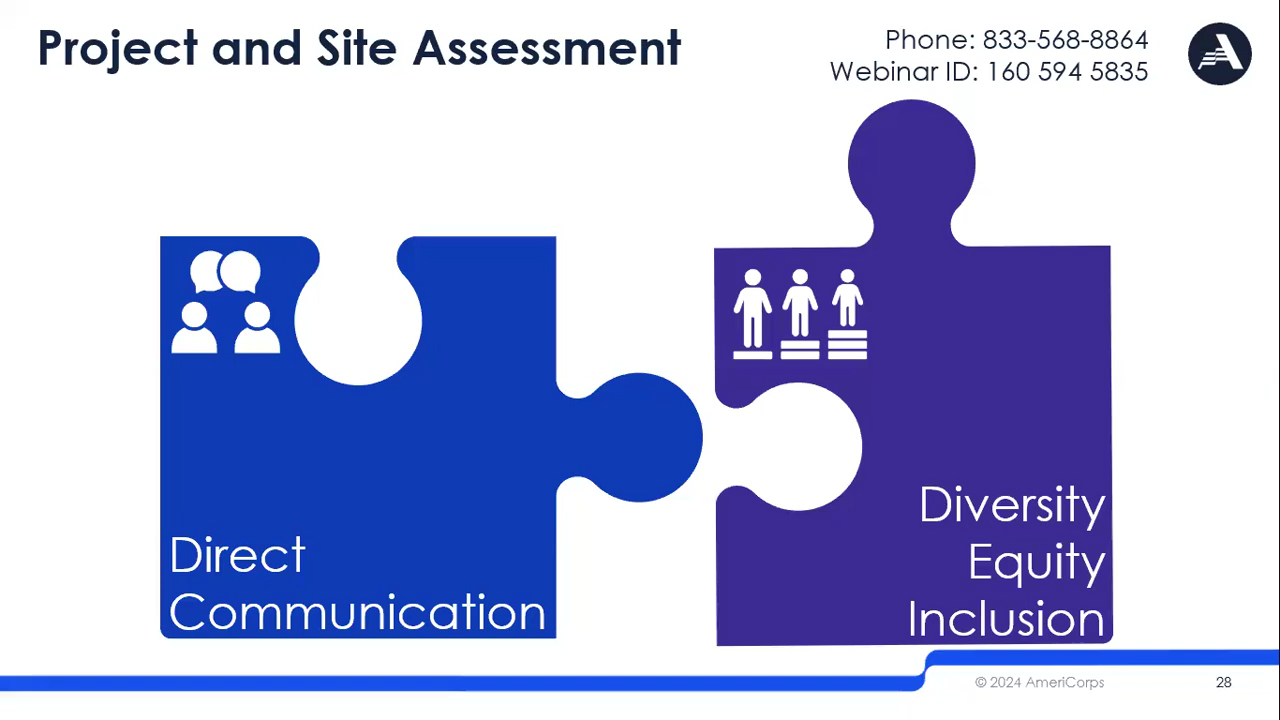 Project and Site Assessment
Phone: 833-568-8864
Webinar ID: 160 594 5835
Direct
Communication
Diversity
Equity
Inclusion
© 2024 AmeriCorps
28